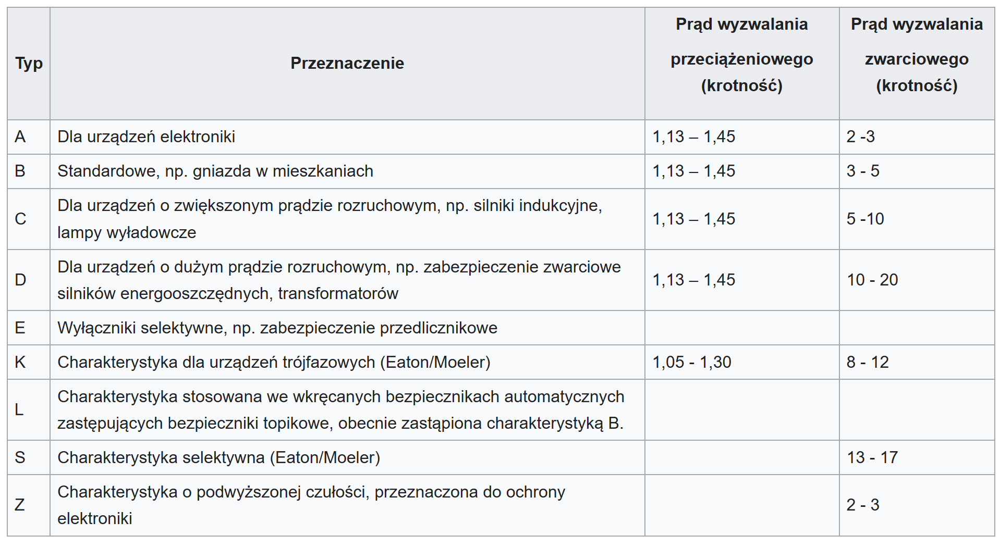 Typ
Przeznaczenie
Prąd wyzwalania
przeciążeniowego
(krotność)
Prąd wyzwalania
zwarciowego
(krotność)
A
Dla urządzeń elektroniki
1,13 – 1,45
2 -3
B
Standardowe, np. gniazda w mieszkaniach
1,13 – 1,45
3 - 5
C
Dla urządzeń o zwiększonym prądzie rozruchowym, np. silniki indukcyjne,
lampy wyładowcze
1,13 – 1,45
5 -10
D
Dla urządzeń o dużym prądzie rozruchowym, np. zabezpieczenie zwarciowe
silników energooszczędnych, transformatorów
1,13 – 1,45
10 - 20
E
Wyłączniki selektywne, np. zabezpieczenie przedlicznikowe
K
Charakterystyka dla urządzeń trójfazowych (Eaton/Moeler)
1,05 - 1,30
8 - 12
L
Charakterystyka stosowana we wkręcanych bezpiecznikach automatycznych
zastępujących bezpieczniki topikowe, obecnie zastąpiona charakterystyką B.
S
Charakterystyka selektywna (Eaton/Moeler)
13 - 17
Z
Charakterystyka o podwyższonej czułości, przeznaczona do ochrony
elektroniki
2 - 3